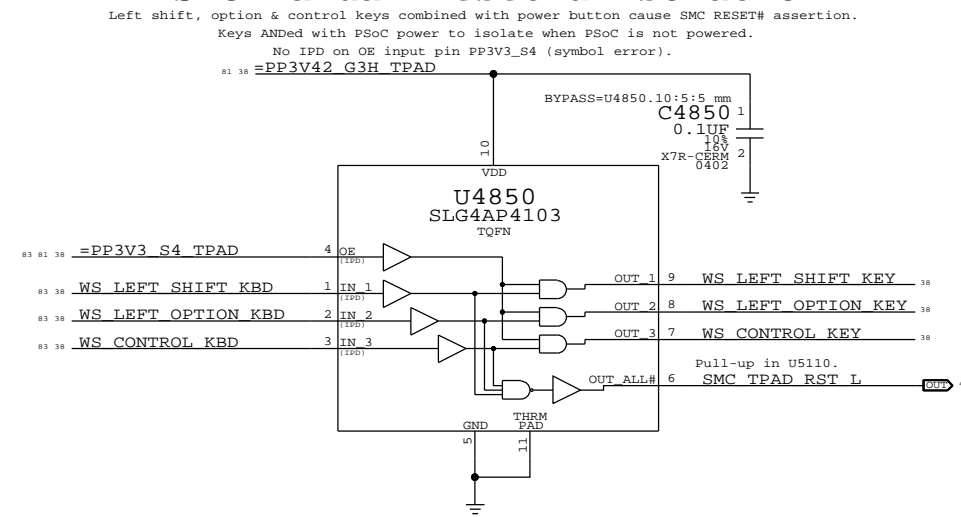 Left shift, option & control keys combined with power button cause SMC RESET# assertion.
Keys ANDed with PSoC power to isolate when PSoC is not powered.
No IPD on OE input pin PP3V3_S4 (symbol error).
81 38 =PP3V42_G3H_TPAD
BYPASS=U4850.10:5:5 mm
C4850 1
0.1UF
10%
16V
X7R-CERM 2
0402
10
VDD
U4850
SLG4AP4103
TQFN
83 81 38 =PP3V3_S4_TPAD 4 OE
(IPD)
83 38 WS_LEFT_SHIFT_KBD 1 IN_1
(IPD)
OUT_1 9 WS_LEFT_SHIFT_KEY 38
83 38 WS_LEFT_OPTION_KBD 2 IN_2
(IPD)
OUT_2 8 WS_LEFT_OPTION_KEY 38
83 38 WS_CONTROL_KBD 3 IN_3
(IPD)
OUT_3 7 WS_CONTROL_KEY 38
Pull-up in U5110.
OUT_ALL# 6 SMC_TPAD_RST_L OUT
THRM
GND PAD
5 11